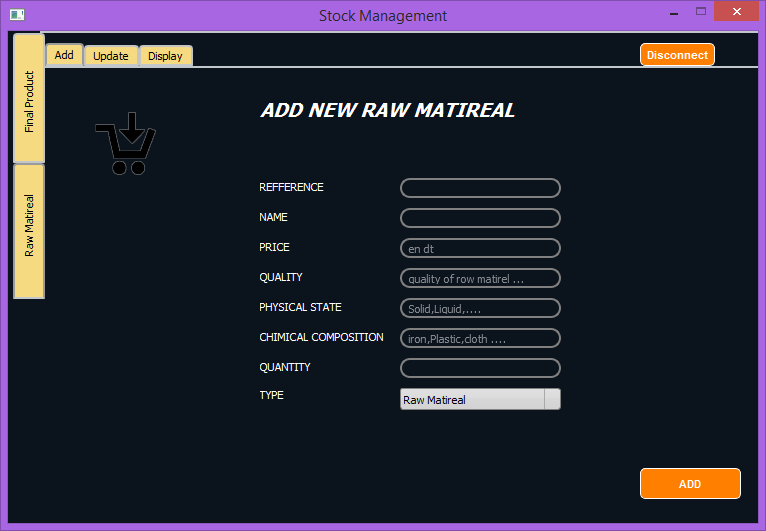 Stock Management
Final Product
Raw Matireal
Add
Update
Display
Disconnect
ADD NEW RAW MATIREAL
REFFERENCE
NAME
PRICE en dt
QUALITY quality of row matirel ...
PHYSICAL STATE Solid,Liquid,....
CHIMICAL COMPOSITION iron,Plastic,cloth ....
QUANTITY
TYPE Raw Matireal
ADD